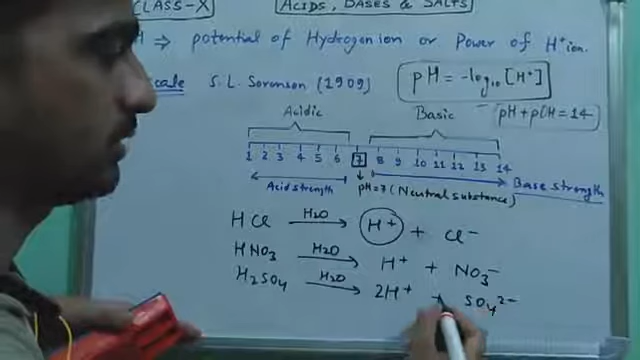 CLASS-X
ACIDS, BASES & SALTS
H ⇒ potential of Hydrogen ion or Power of H⁺ ion.
Scale S.L. Sorenson (1909)
pH = -log₁₀ [H⁺]
pH + pOH = 14
Acidic Basic
1 2 3 4 5 6 7 8 9 10 11 12 13 14
Acid strength pH=7 (Neutral substance) Base strength
HCl H₂O → H⁺ + Cl⁻
HNO₃ H₂O → H⁺ + NO₃⁻
H₂SO₄ H₂O → 2H⁺ + SO₄²⁻